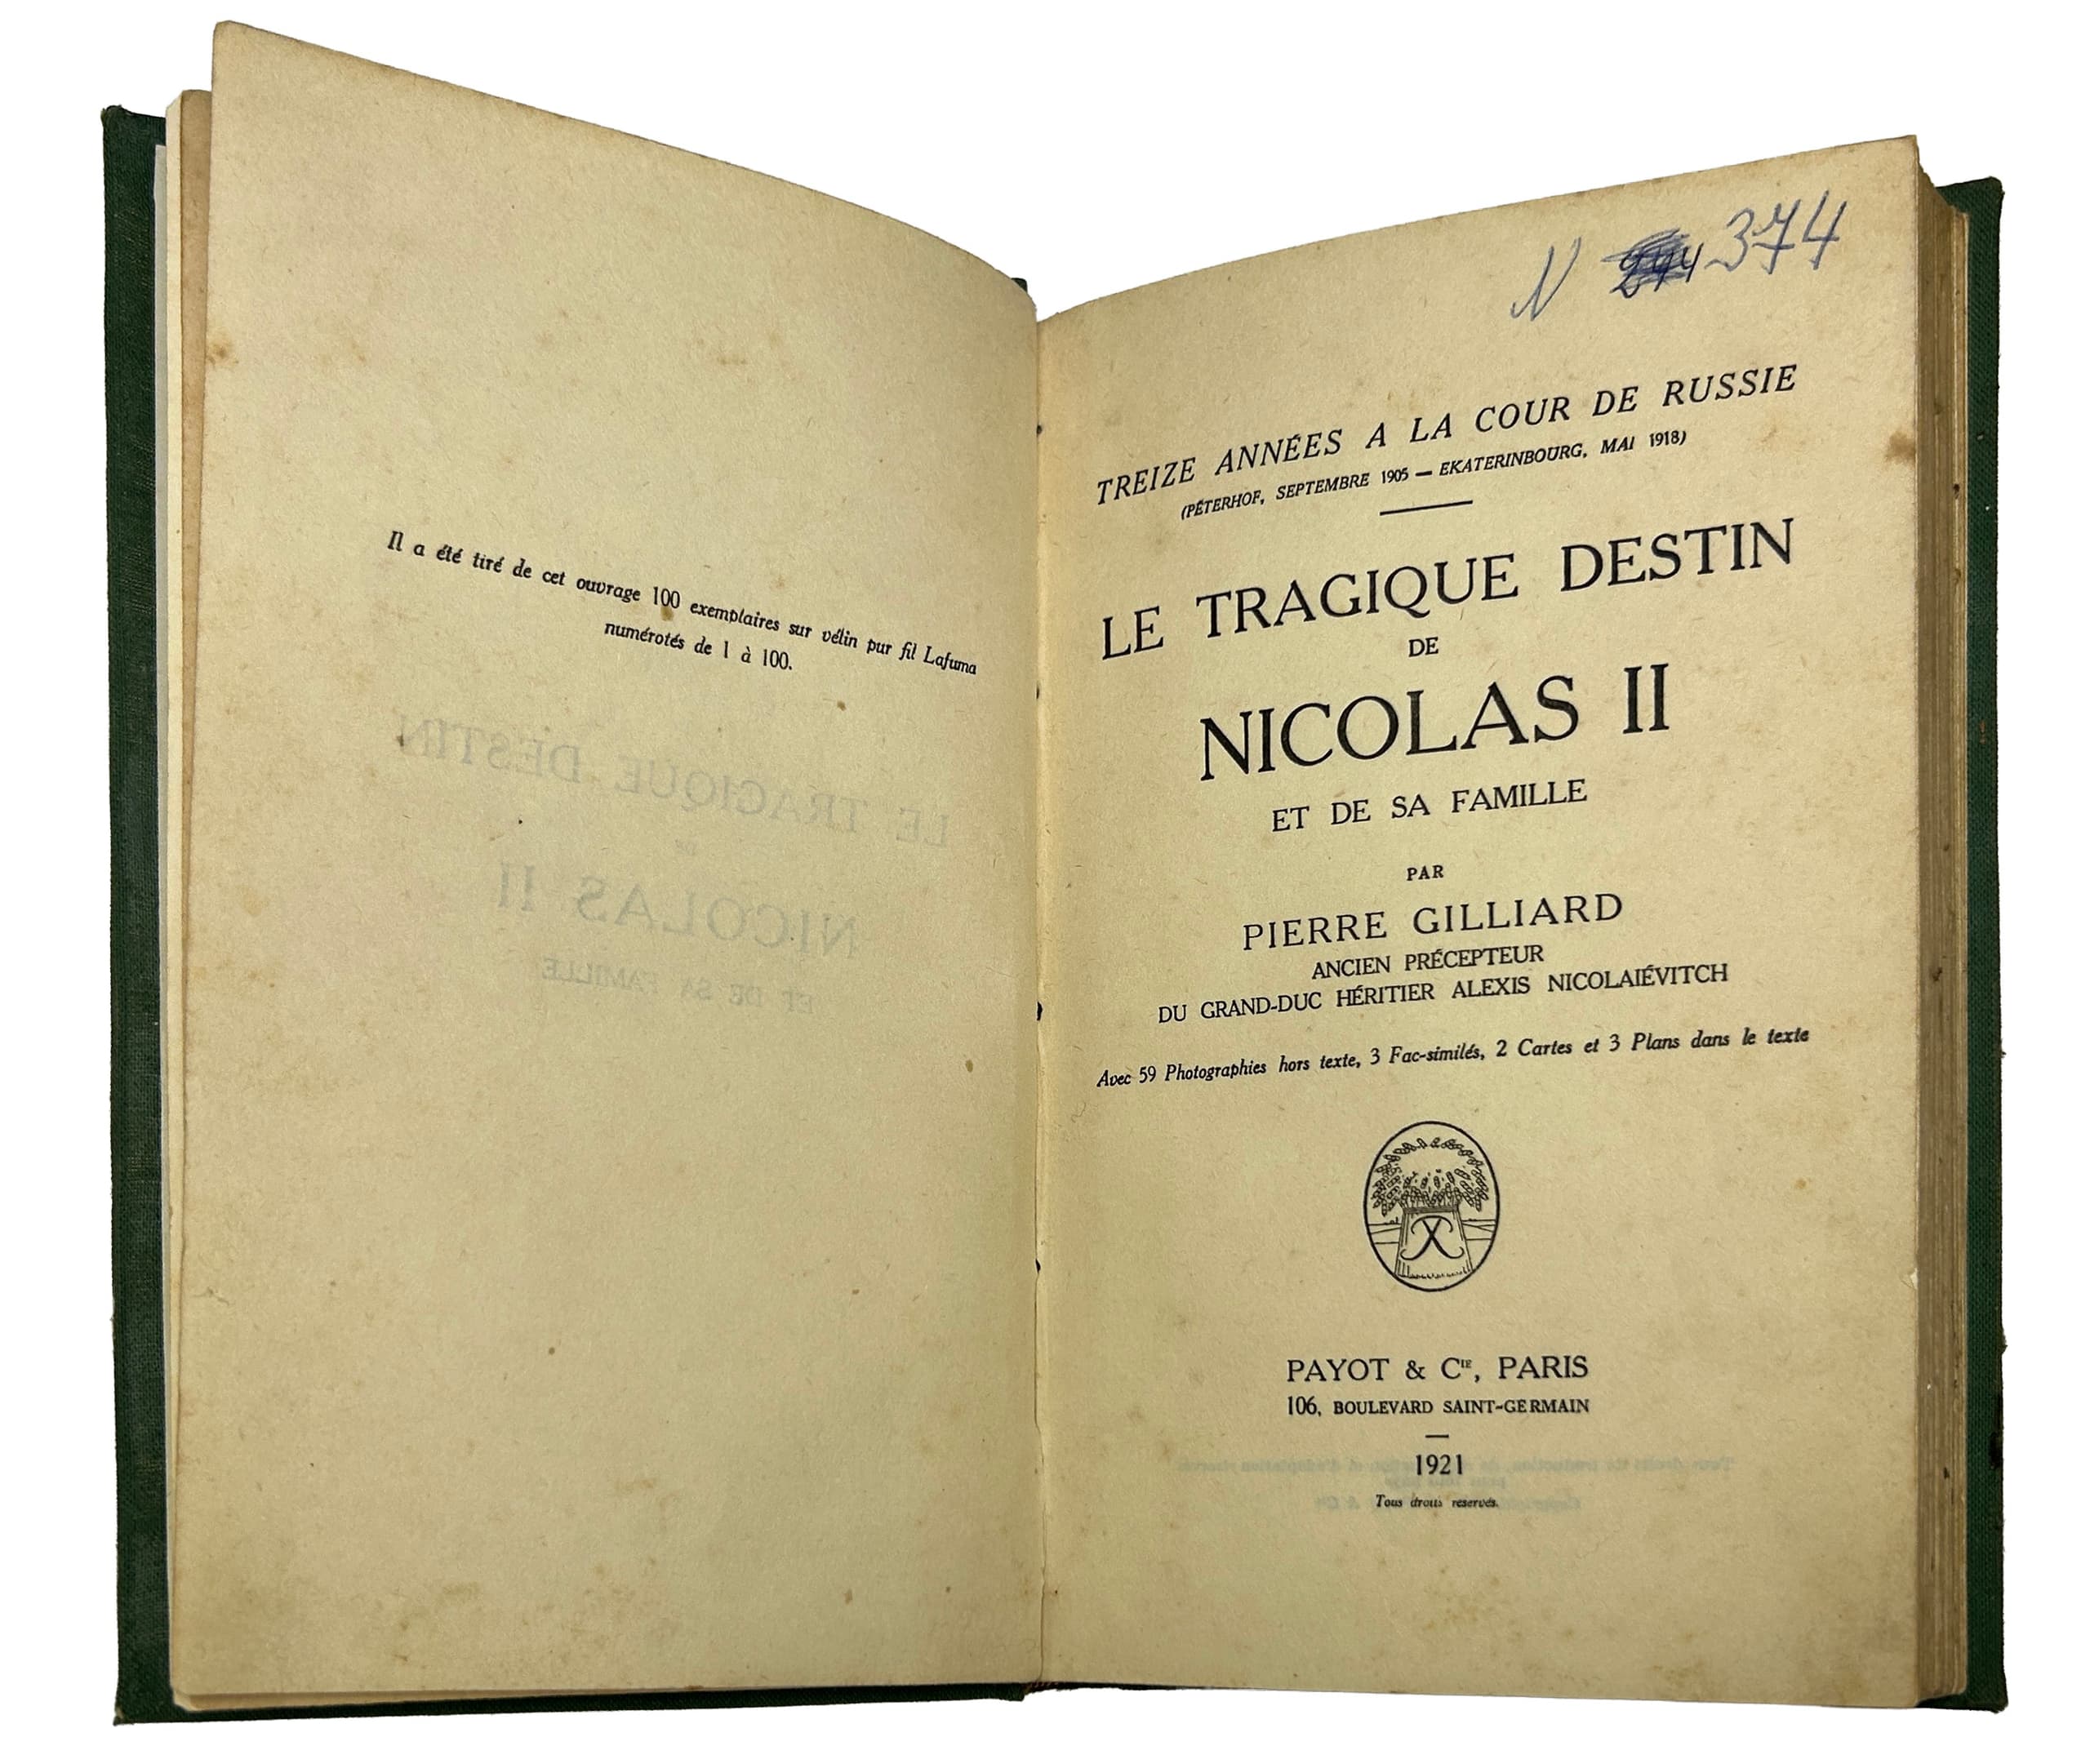 Il a été tiré de cet ouvrage 100 exemplaires sur vélin pur fil Lafuma
numérotés de 1 à 100.
N 374
TREIZE ANNÉES A LA COUR DE RUSSIE
(PÉTERHOF, SEPTEMBRE 1905 — EKATERINBOURG, MAI 1918)
LE TRAGIQUE DESTIN
DE
NICOLAS II
ET DE SA FAMILLE
PAR
PIERRE GILLIARD
ANCIEN PRÉCEPTEUR
DU GRAND-DUC HÉRITIER ALEXIS NICOLAIÉVITCH
Avec 59 Photographies hors texte, 3 Fac-similés, 2 Cartes et 3 Plans dans le texte
PAYOT & Cⁱᴱ, PARIS
106, BOULEVARD SAINT-GERMAIN
1921
Tous droits reservés.